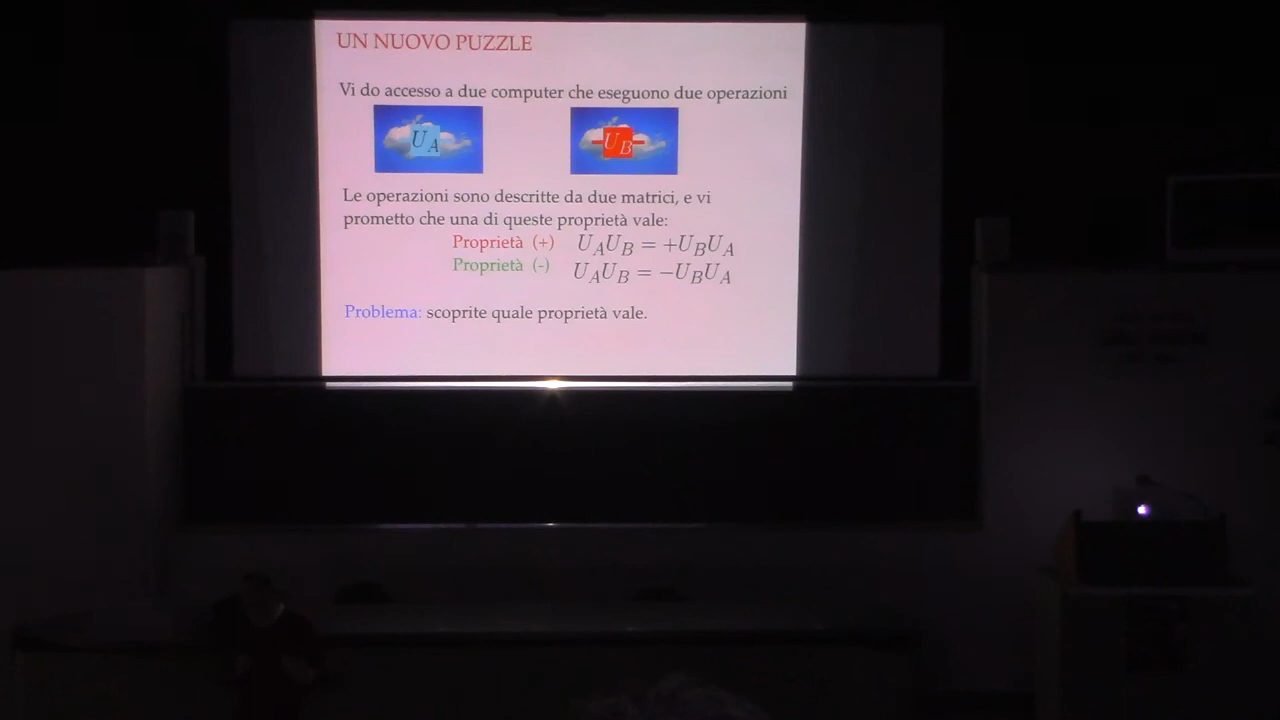 UN NUOVO PUZZLE
Vi do accesso a due computer che eseguono due operazioni
U_A U_B
Le operazioni sono descritte da due matrici, e vi
prometto che una di queste proprietà vale:
Proprietà (+) U_A U_B = +U_B U_A
Proprietà (-) U_A U_B = −U_B U_A
Problema: scoprite quale proprietà vale.